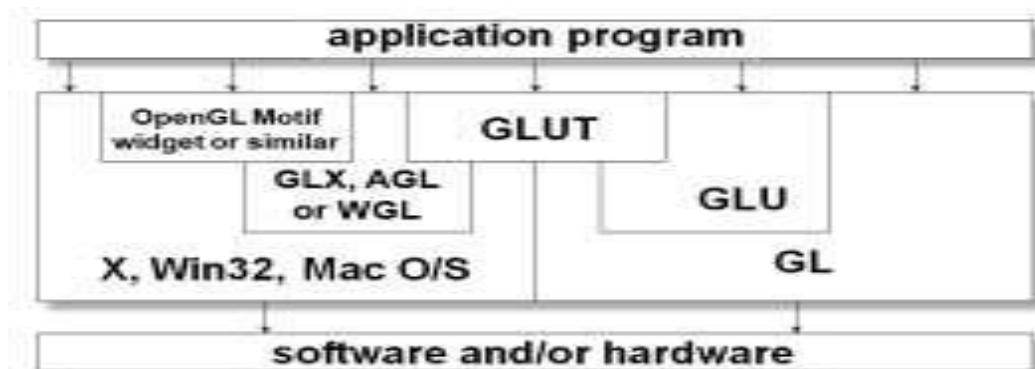 application program
OpenGL Motif
widget or similar
GLUT
GLX, AGL
or WGL
GLU
X, Win32, Mac O/S
GL
software and/or hardware